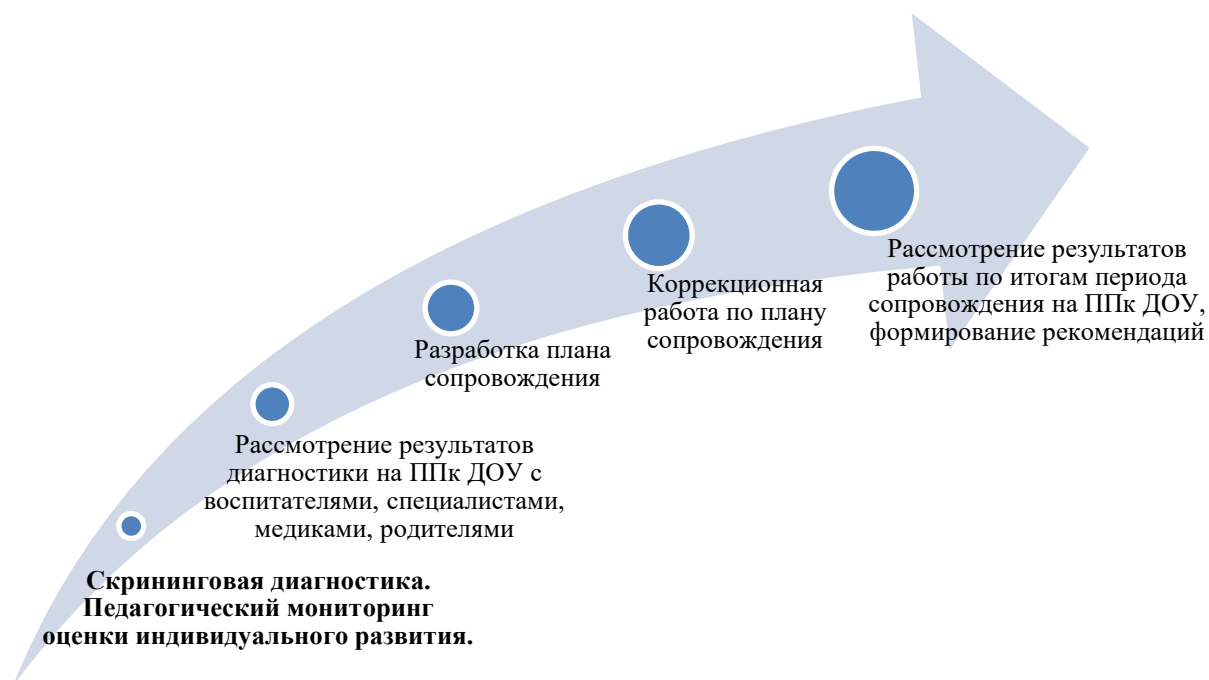 Скрининговая диагностика.
Педагогический мониторинг
оценки индивидуального развития.
Рассмотрение результатов
диагностики на ППк ДОУ с
воспитателями, специалистами,
медиками, родителями
Разработка плана
сопровождения
Коррекционная
работа по плану
сопровождения
Рассмотрение результатов
работы по итогам периода
сопровождения на ППк ДОУ,
формирование рекомендаций